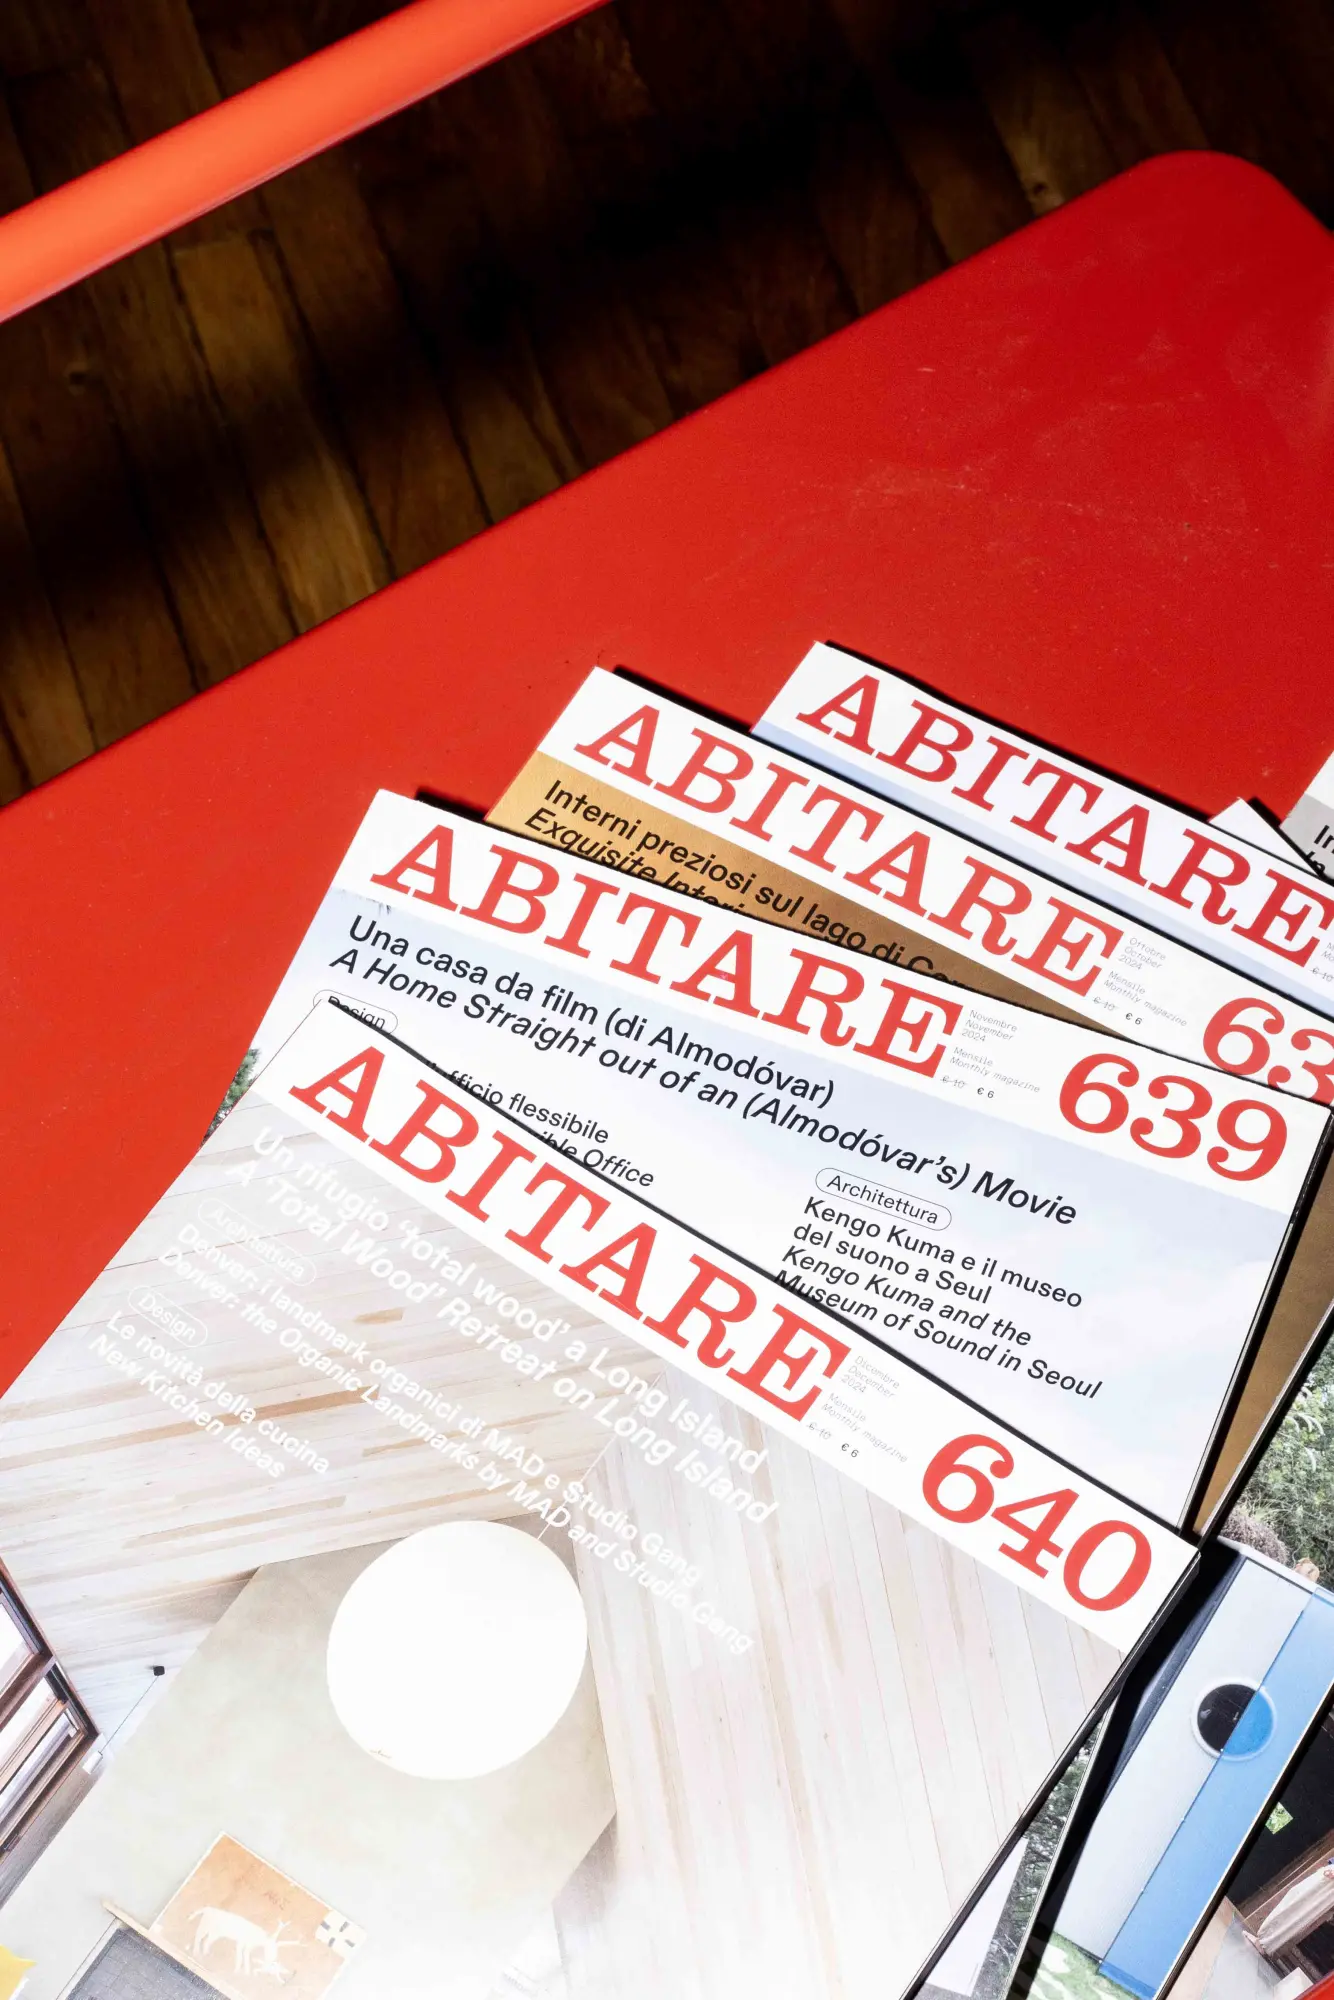 ABITARE
ABITARE
Interni preziosi sul lago di
Exquisite
Ottobre
October
2024
Mensile
Monthly magazine
€ 10 € 6
63
ABITARE
Novembre
November
2024
Mensile
Monthly magazine
€ 10 € 6
639
Una casa da film (di Almodóvar)
A Home Straight out of an (Almodóvar's) Movie
Design
flessibile
Office
Architettura
Kengo Kuma e il museo
del suono a Seul
Kengo Kuma and the
Museum of Sound in Seoul
ABITARE
Dicembre
December
2024
Mensile
Monthly magazine
€ 10 € 6
640
Un rifugio ‘total wood’ a Long Island
A ‘Total Wood’ Retreat on Long Island
Architettura
Denver: i landmark organici di MAD e Studio Gang
Denver: the Organic Landmarks by MAD and Studio Gang
Design
Le novità della cucina
New Kitchen Ideas